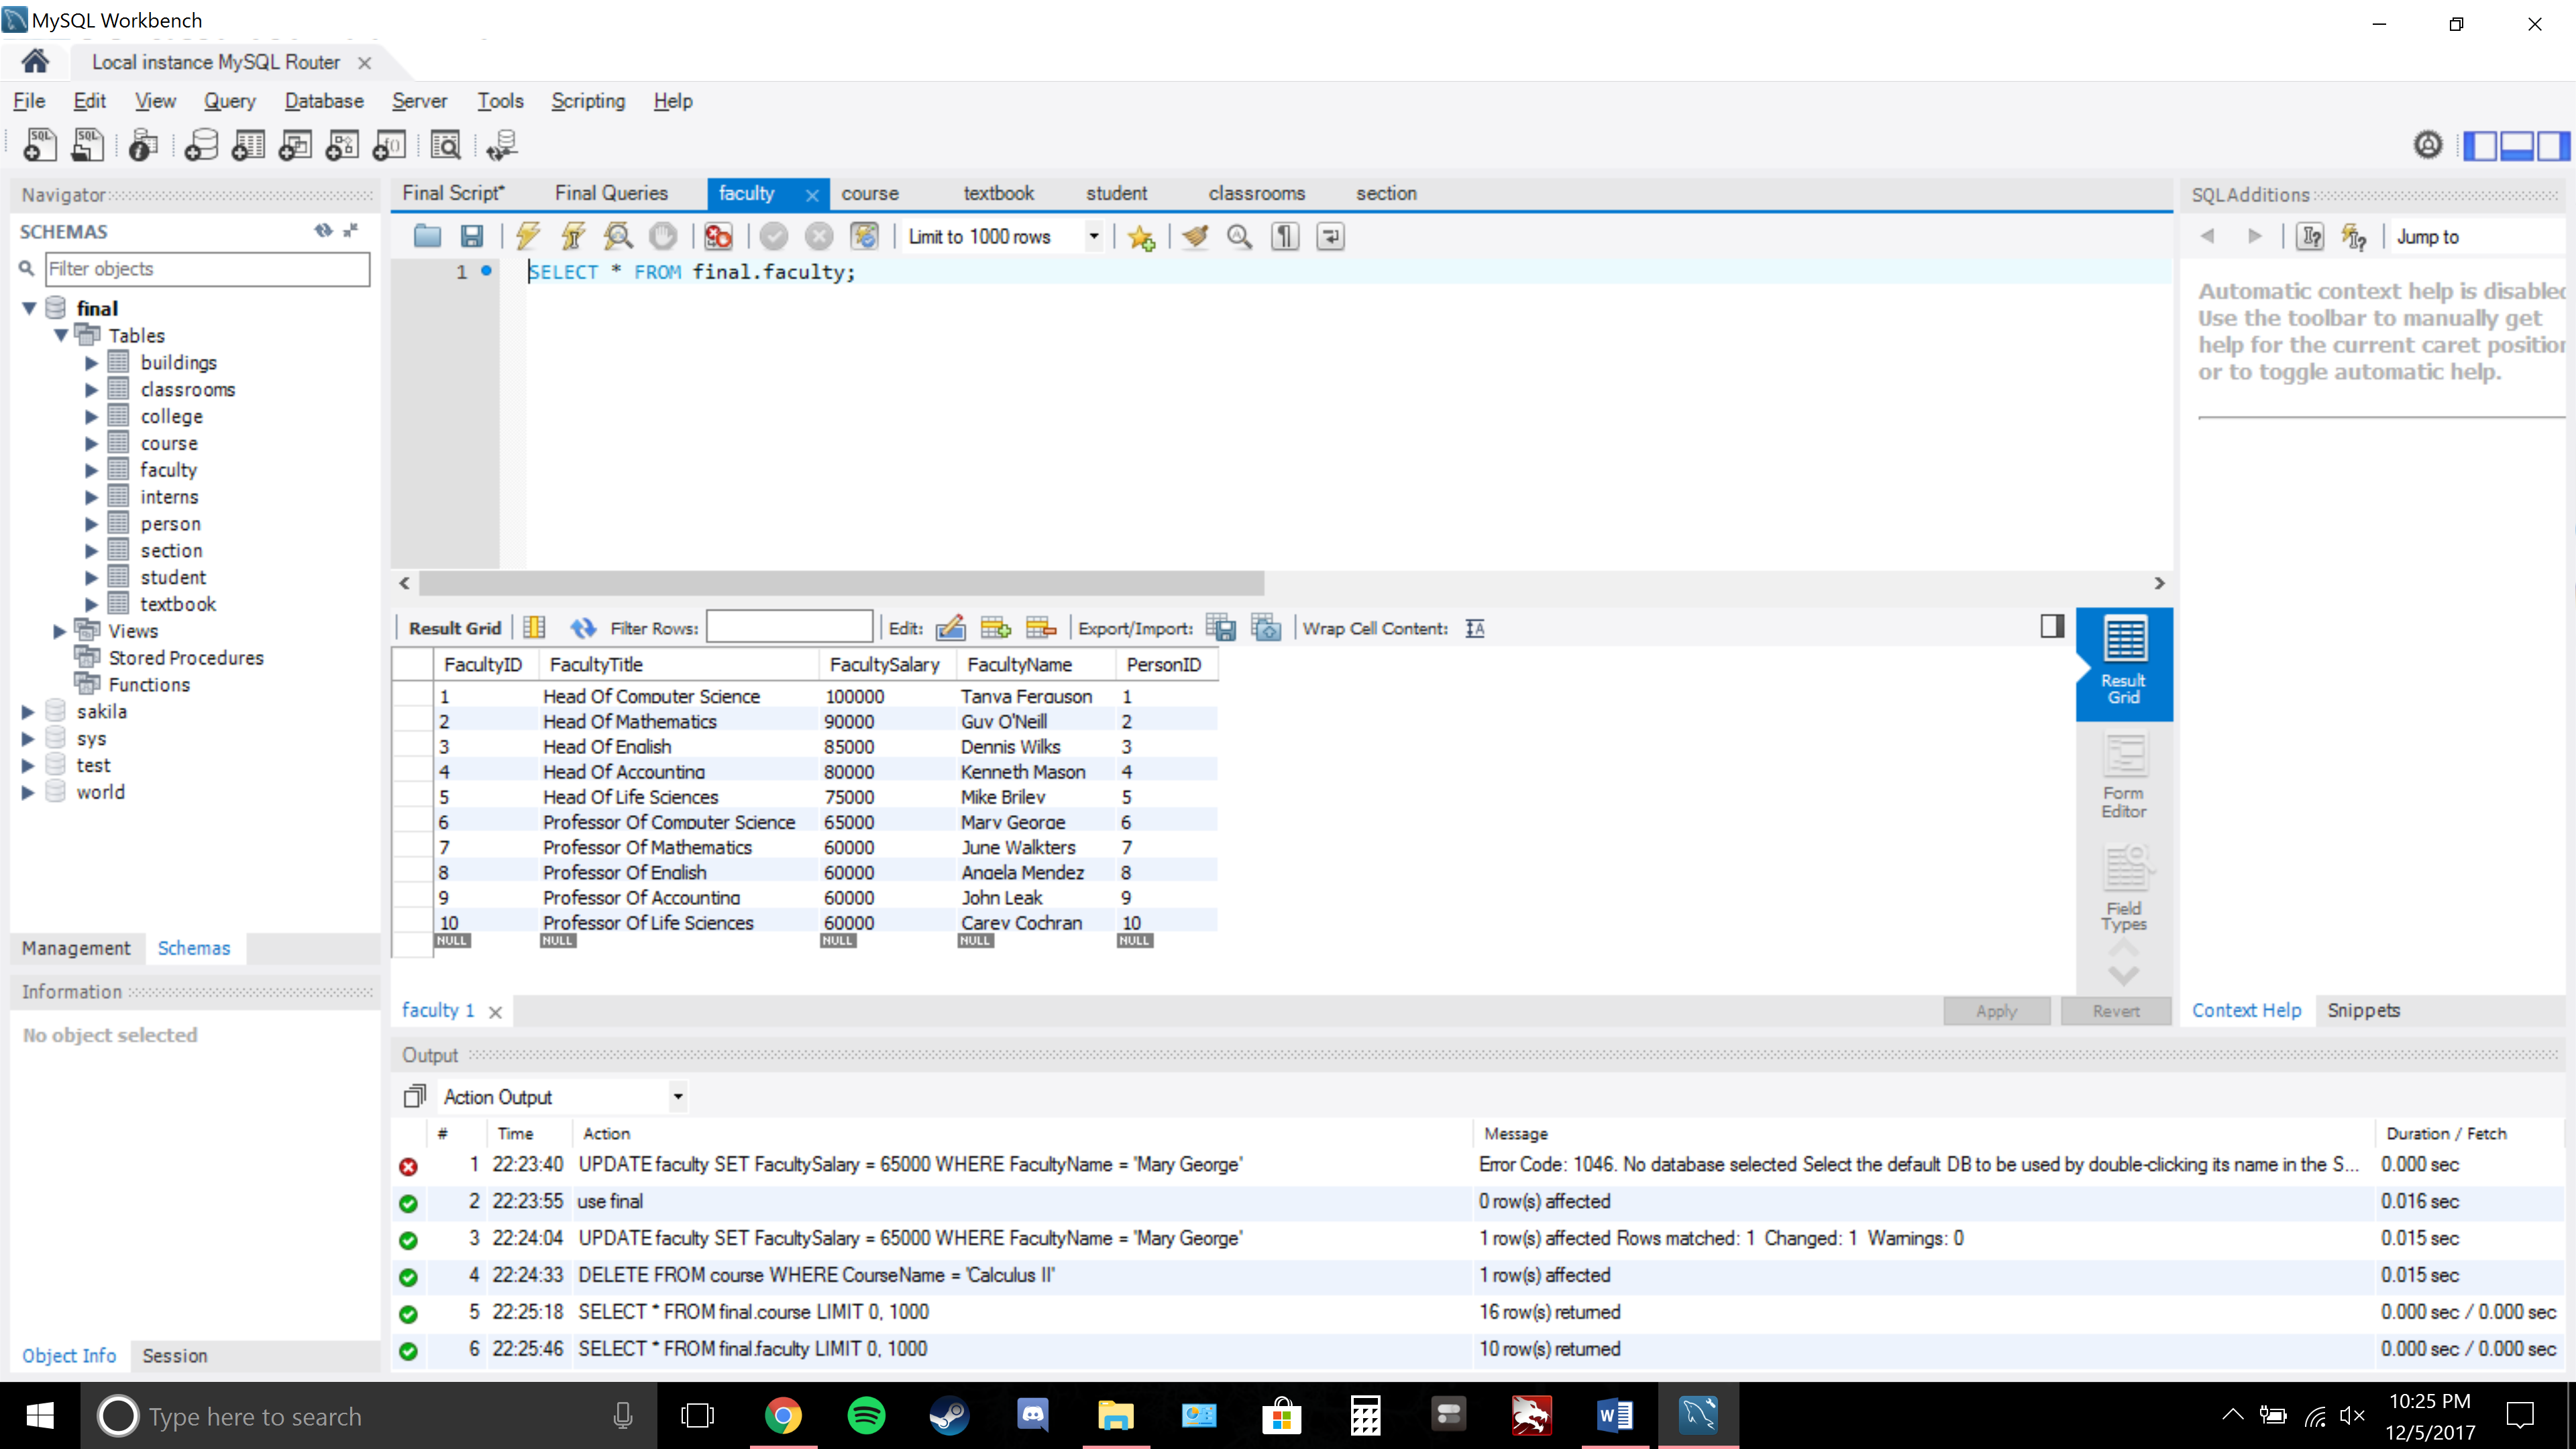 MySQL Workbench
Local instance MySQL Router
File Edit View Query Database Server Tools Scripting Help
Navigator
SCHEMAS
Filter objects
final
Tables
buildings
classrooms
college
course
faculty
interns
person
section
student
textbook
Views
Stored Procedures
Functions
sakila
sys
test
world
Management Schemas
Information
No object selected
Object Info Session
Final Script* Final Queries faculty course textbook student classrooms section
Limit to 1000 rows
1 SELECT * FROM final.faculty;
Result Grid Filter Rows: Edit: Export/Import: Wrap Cell Content:
FacultyID FacultyTitle FacultySalary FacultyName PersonID
1 Head Of Computer Science 100000 Tanya Ferguson 1
2 Head Of Mathematics 90000 Guy O'Neill 2
3 Head Of English 85000 Dennis Wilks 3
4 Head Of Accounting 80000 Kenneth Mason 4
5 Head Of Life Sciences 75000 Mike Briley 5
6 Professor Of Computer Science 65000 Mary George 6
7 Professor Of Mathematics 60000 June Walkters 7
8 Professor Of English 60000 Angela Mendez 8
9 Professor Of Accounting 60000 John Leak 9
10 Professor Of Life Sciences 60000 Carey Cochran 10
NULL NULL NULL NULL NULL
Result
Grid
Form
Editor
Field
Types
faculty 1
Apply Revert
SQLAdditions
Jump to
Automatic context help is disabled
Use the toolbar to manually get
help for the current caret position
or to toggle automatic help.
Context Help Snippets
Output
Action Output
# Time Action Message Duration / Fetch
1 22:23:40 UPDATE faculty SET FacultySalary = 65000 WHERE FacultyName = 'Mary George' Error Code: 1046. No database selected Select the default DB to be used by double-clicking its name in the S... 0.000 sec
2 22:23:55 use final 0 row(s) affected 0.016 sec
3 22:24:04 UPDATE faculty SET FacultySalary = 65000 WHERE FacultyName = 'Mary George' 1 row(s) affected Rows matched: 1 Changed: 1 Warnings: 0 0.015 sec
4 22:24:33 DELETE FROM course WHERE CourseName = 'Calculus II' 1 row(s) affected 0.015 sec
5 22:25:18 SELECT * FROM final.course LIMIT 0, 1000 16 row(s) returned 0.000 sec / 0.000 sec
6 22:25:46 SELECT * FROM final.faculty LIMIT 0, 1000 10 row(s) returned 0.000 sec / 0.000 sec
Type here to search
10:25 PM
12/5/2017